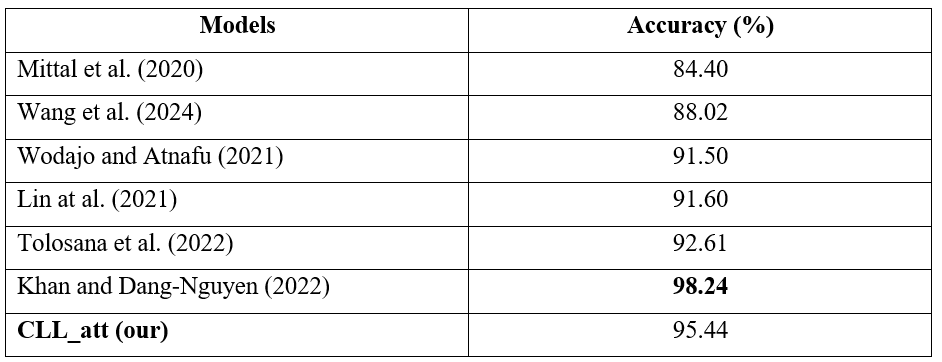 Models Accuracy (%)
Mittal et al. (2020) 84.40
Wang et al. (2024) 88.02
Wodajo and Atnafu (2021) 91.50
Lin at al. (2021) 91.60
Tolosana et al. (2022) 92.61
Khan and Dang-Nguyen (2022) 98.24
CLL_att (our) 95.44